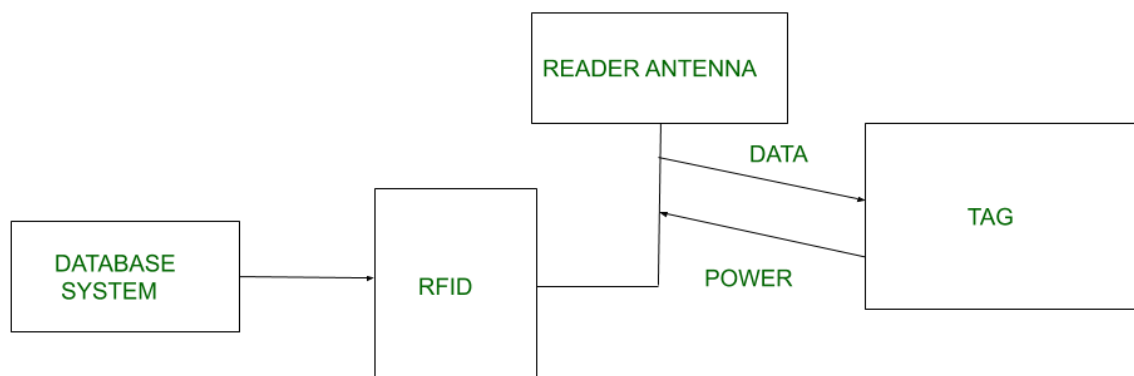 READER ANTENNA
DATA
TAG
DATABASE
SYSTEM
RFID
POWER